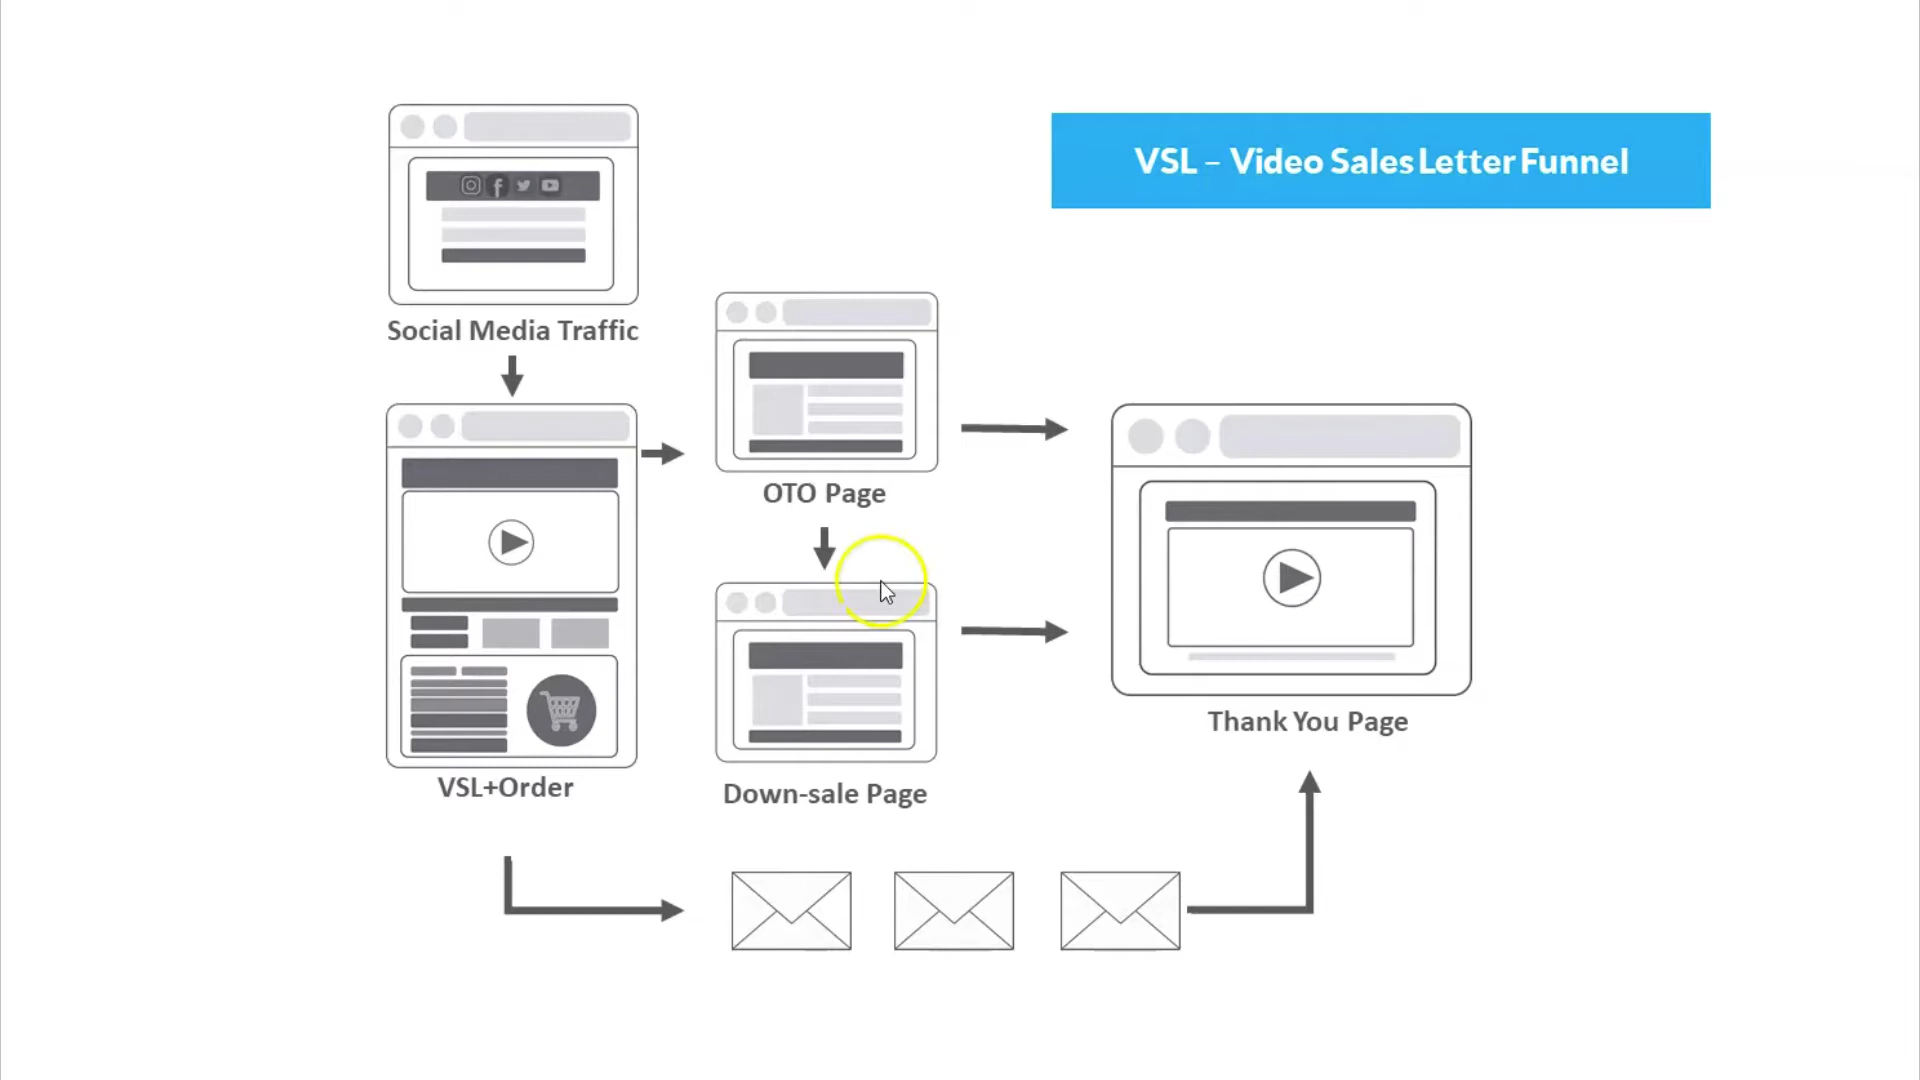 VSL – Video Sales Letter Funnel
Social Media Traffic
OTO Page
VSL+Order
Down-sale Page
Thank You Page